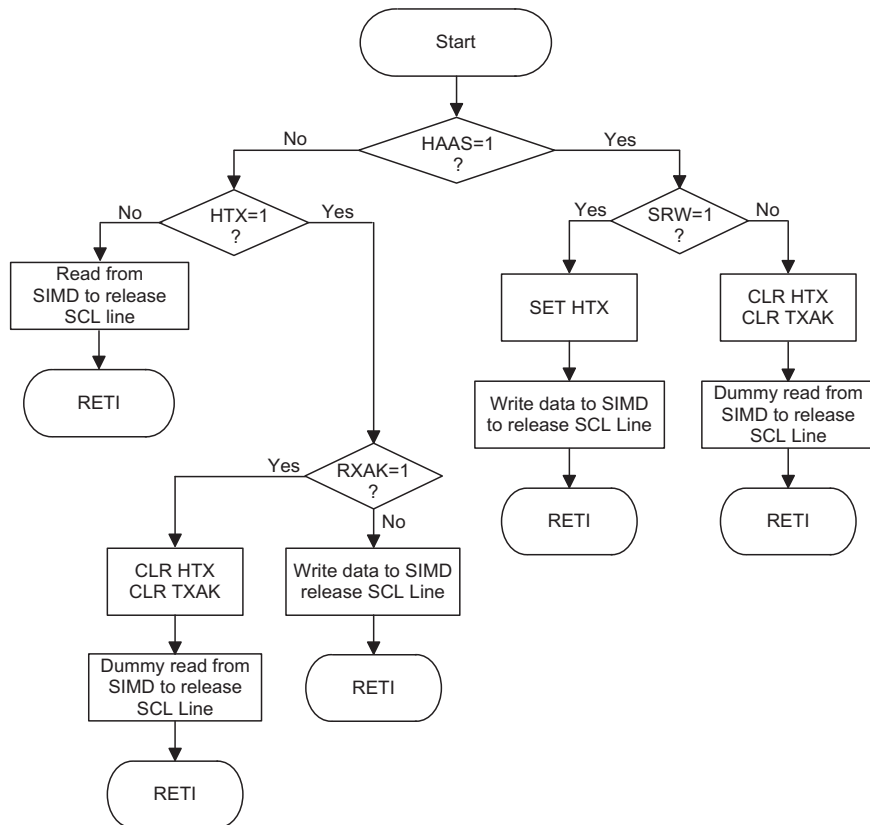 Start
HAAS=1
?
No
Yes
HTX=1
?
No
Yes
SRW=1
?
Yes
No
Read from
SIMD to release
SCL line
RETI
SET HTX
CLR HTX
CLR TXAK
Write data to SIMD
to release SCL Line
Dummy read from
SIMD to release
SCL Line
RETI
RETI
RXAK=1
?
Yes
No
CLR HTX
CLR TXAK
Write data to SIMD
release SCL Line
Dummy read from
SIMD to release
SCL Line
RETI
RETI